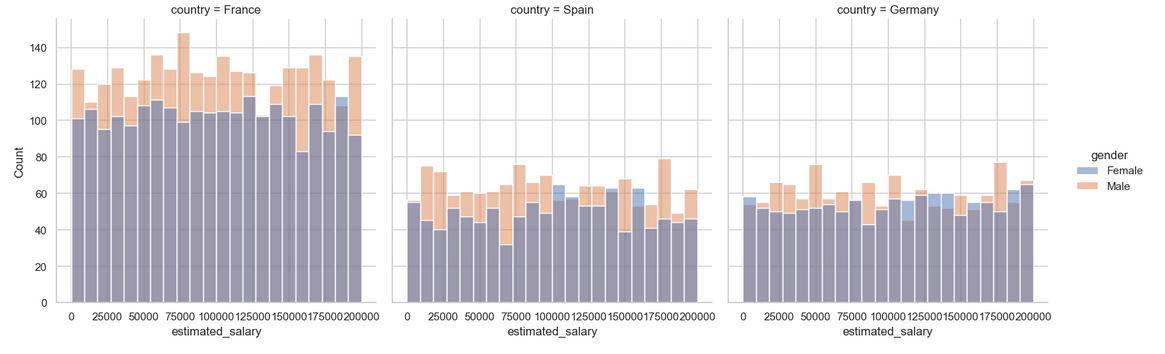 country = France
country = Spain
country = Germany
140
120
100
80
60
40
20
0
Count
0 25000 50000 75000 100000 125000 150000 175000 200000
0 25000 50000 75000 100000 125000 150000 175000 200000
0 25000 50000 75000 100000 125000 150000 175000 200000
estimated_salary
estimated_salary
estimated_salary
gender
Female
Male